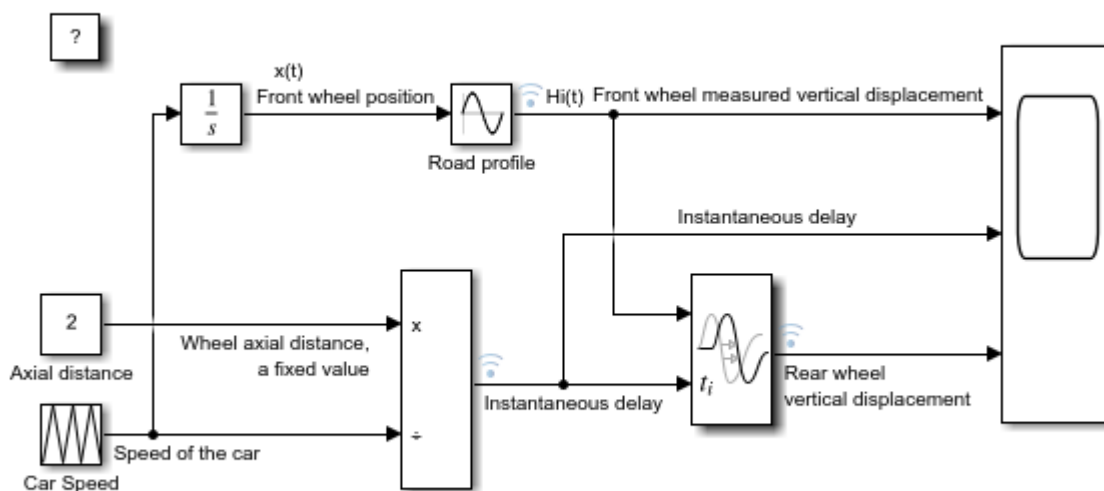 ?
x(t)
Front wheel position
1
s
Road profile
Hi(t)
Front wheel measured vertical displacement
Instantaneous delay
2
Axial distance
Wheel axial distance,
a fixed value
x
÷
Instantaneous delay
tᵢ
Rear wheel
vertical displacement
Speed of the car
Car Speed